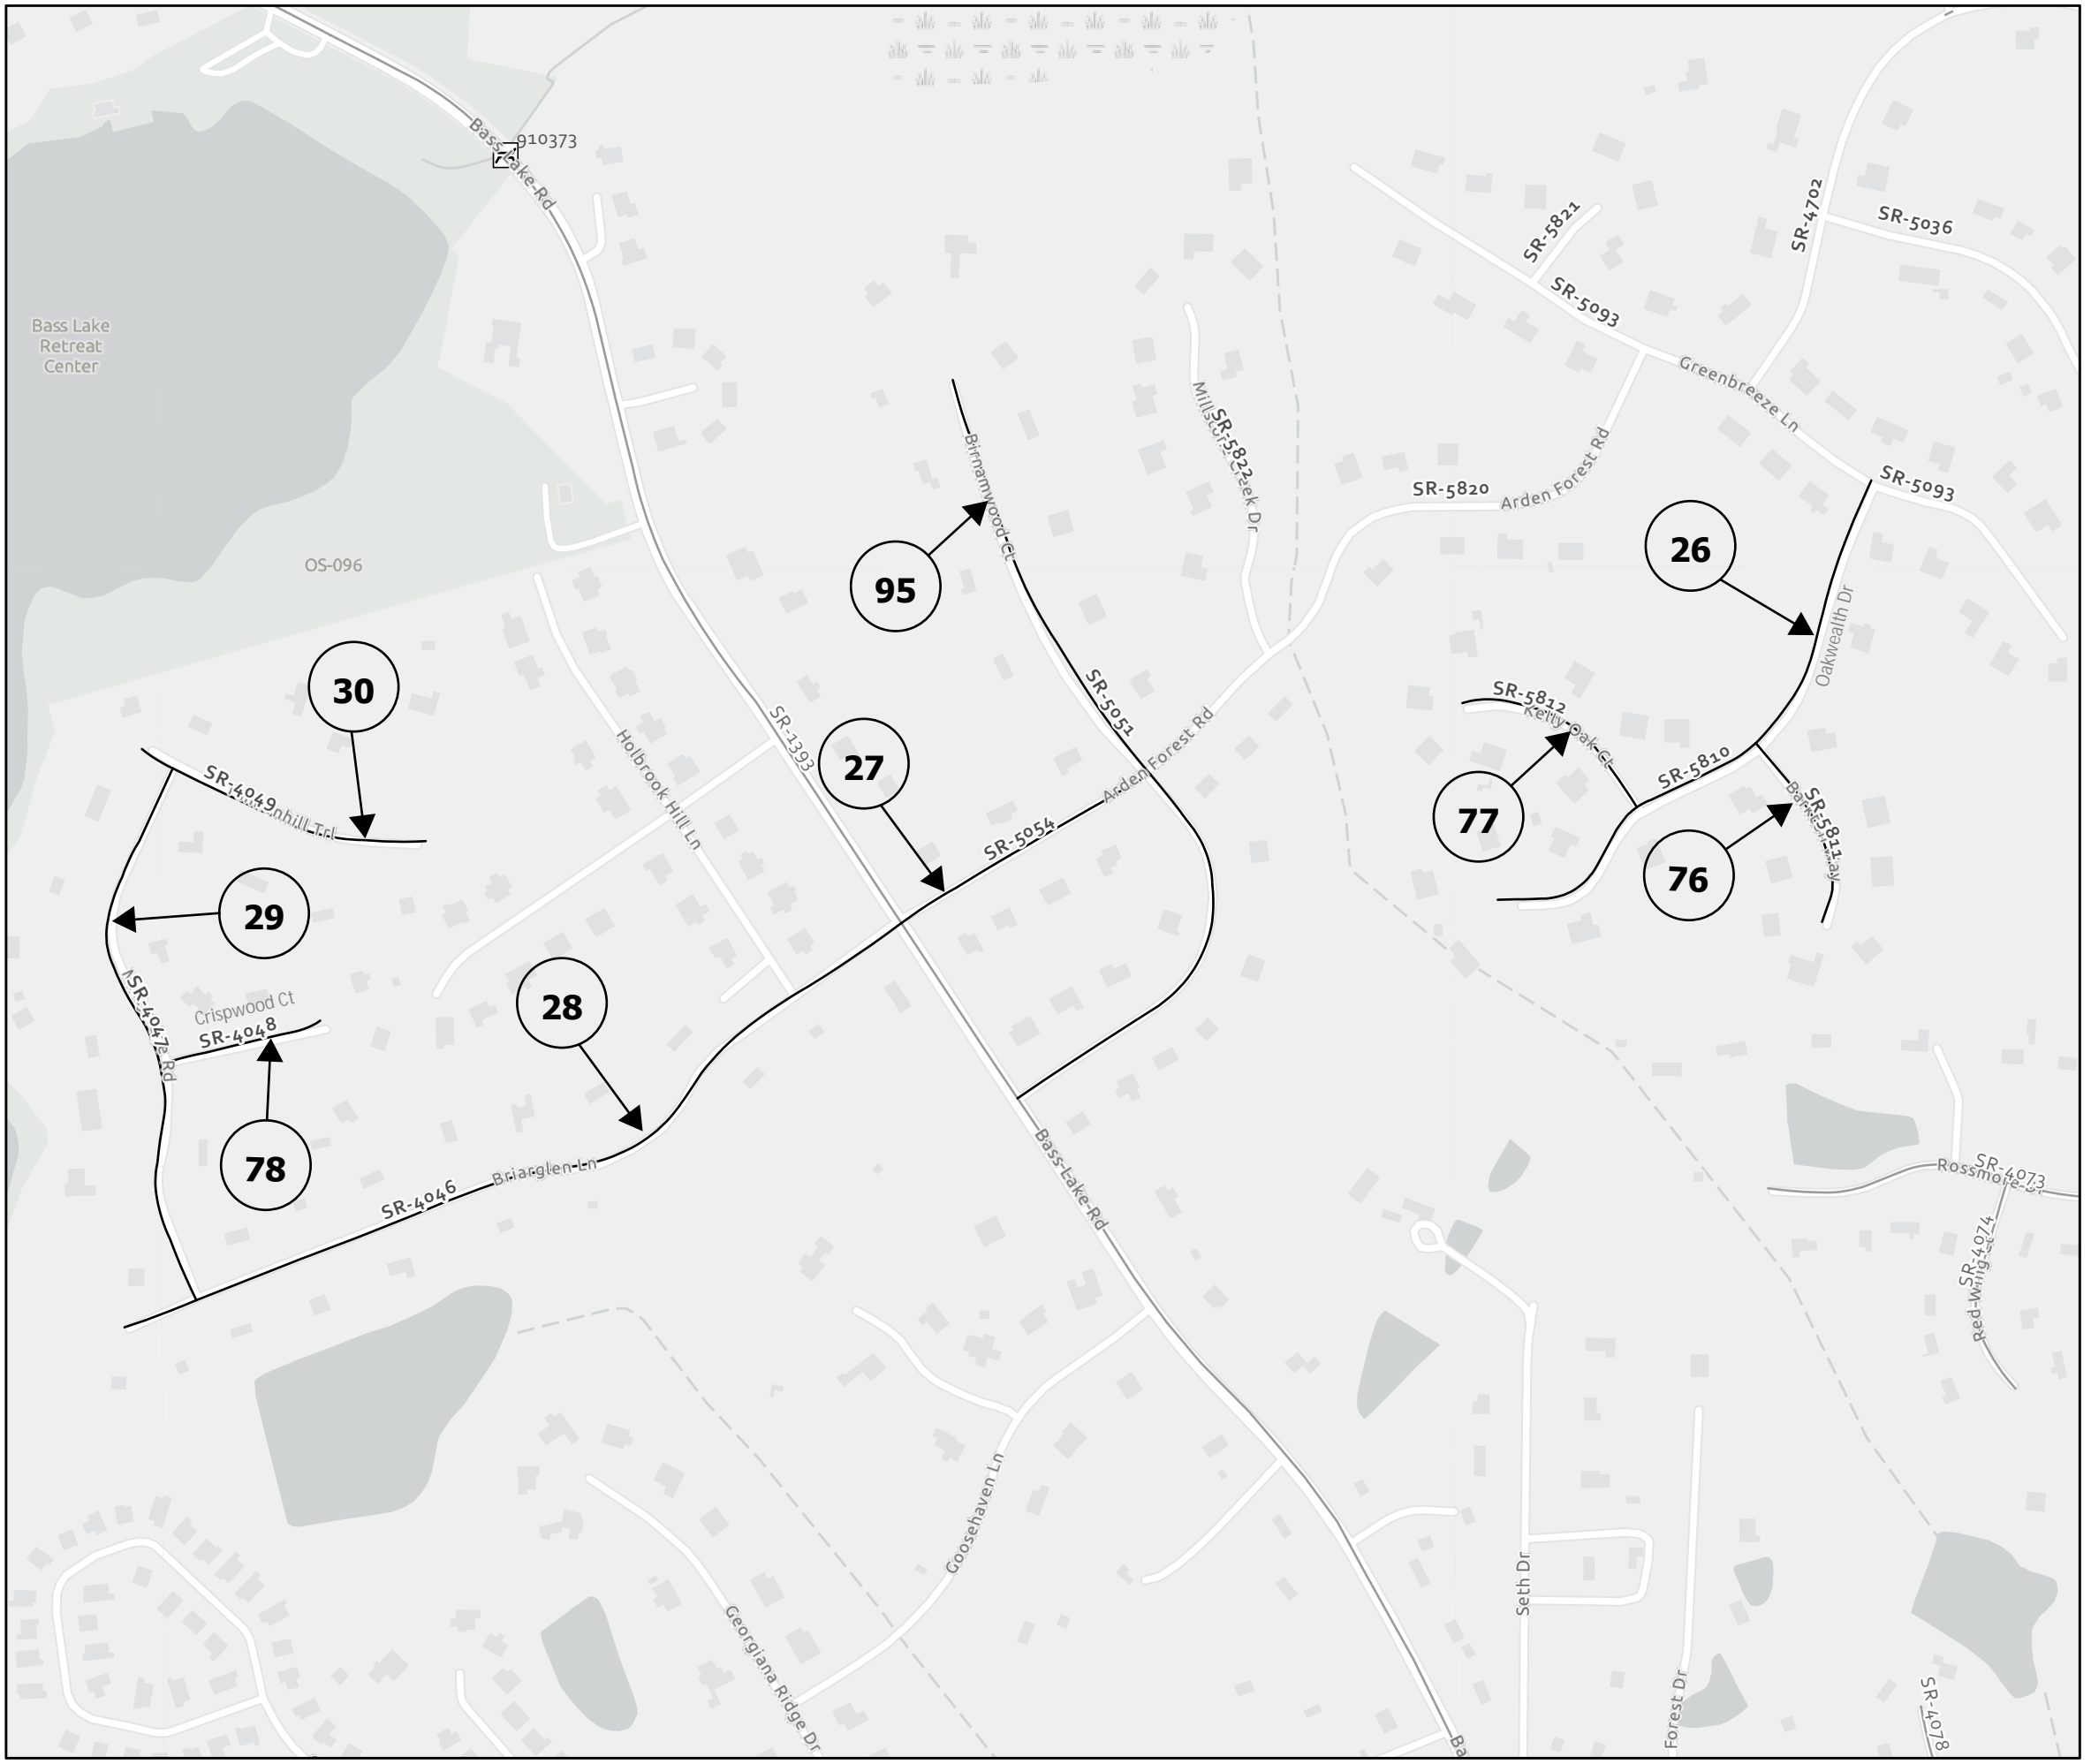 910373
Bass Lake Rd
SR-5821
SR-4702
SR-5036
SR-5093
Bass Lake
Retreat
Center
Greenbreeze Ln
SR-5822
Arden Forest Rd
SR-5820
SR-5093
Birnamwood Ct
OS-096
26
95
Oakwealth Dr
30
SR-5051
SR-5812
Kelly Oak Ct
SR-1393
Holbrook Hill Ln
27
Arden Forest Rd
SR-5810
SR-4049
77
SR-5054
SR-5811
76
29
28
SR-4047
Crispwood Ct
SR-4048
78
Briarglen Ln
SR-4046
Bass Lake Rd
SR-4073
SR-4074
Goosehaven Ln
Seth Dr
Georgiana Ridge Dr
Forest Dr
SR-4078